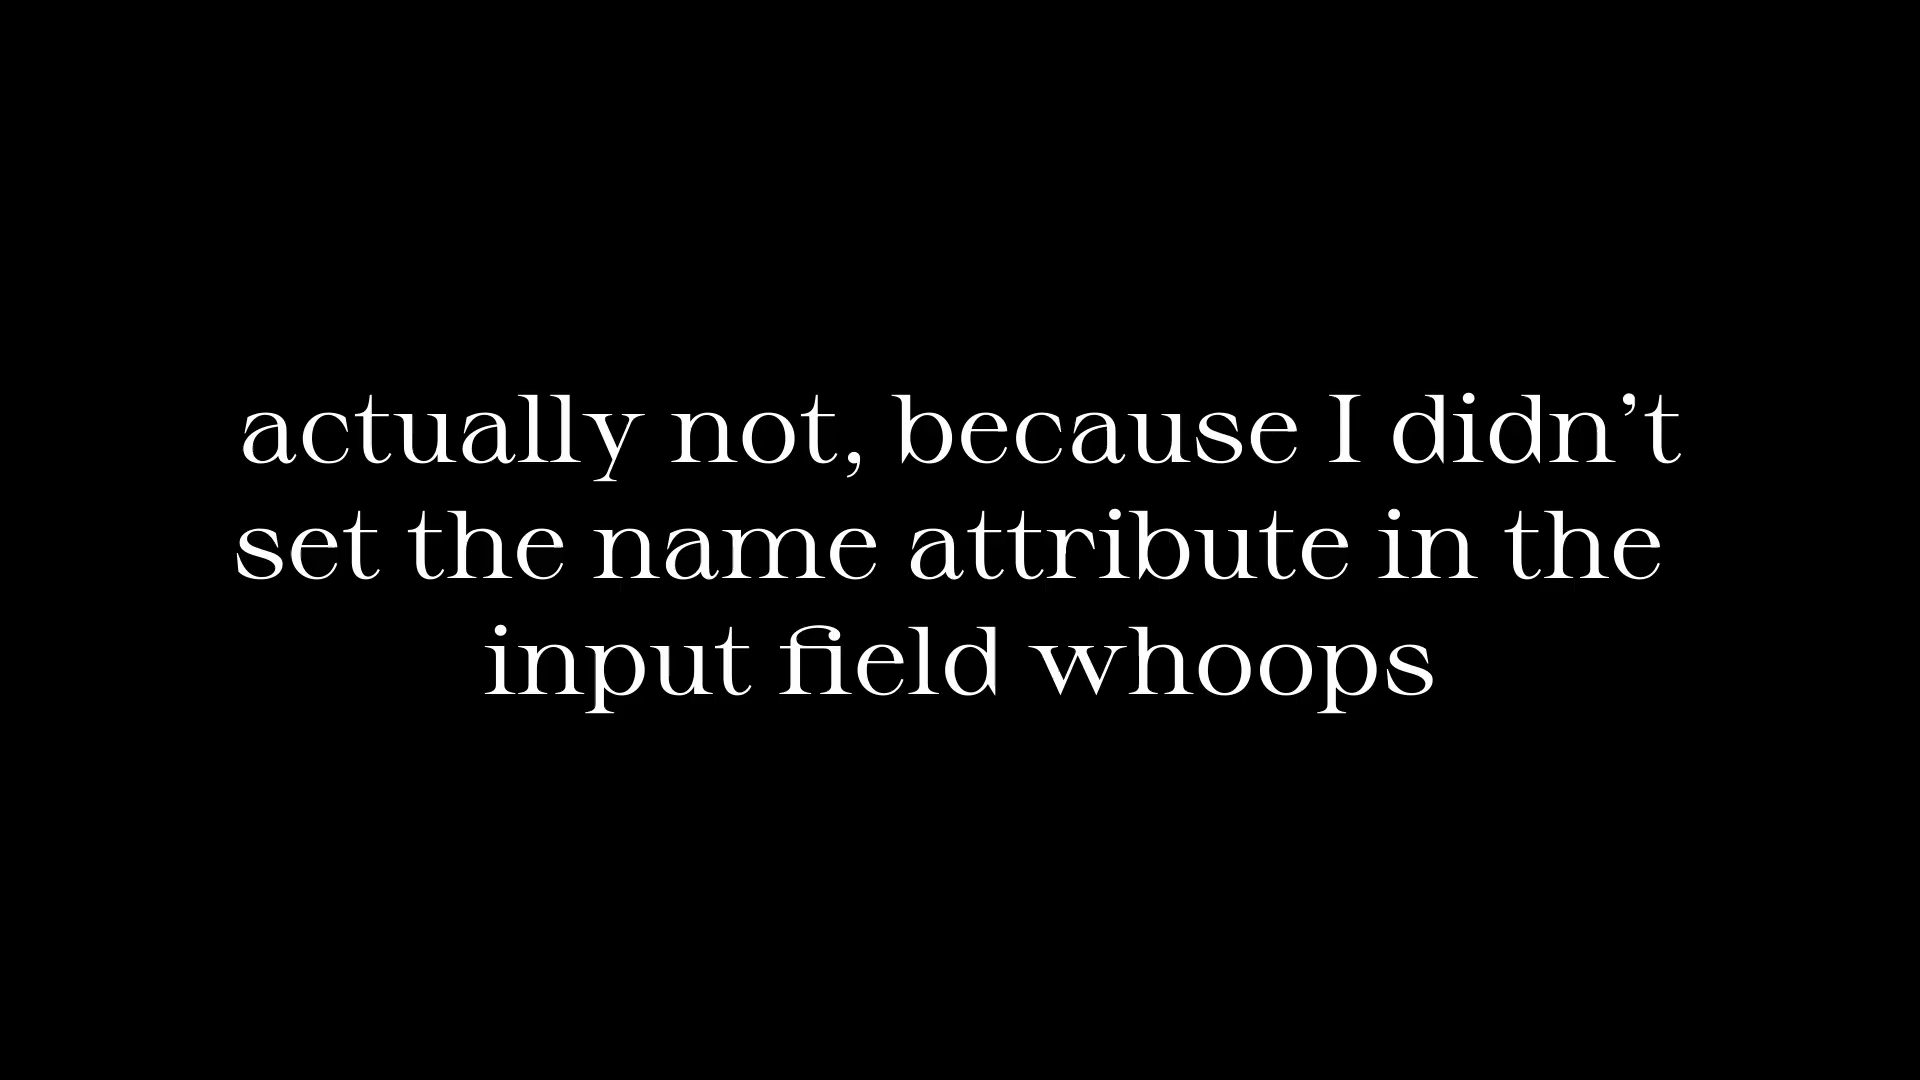 actually not, because I didn’t
set the name attribute in the
input field whoops